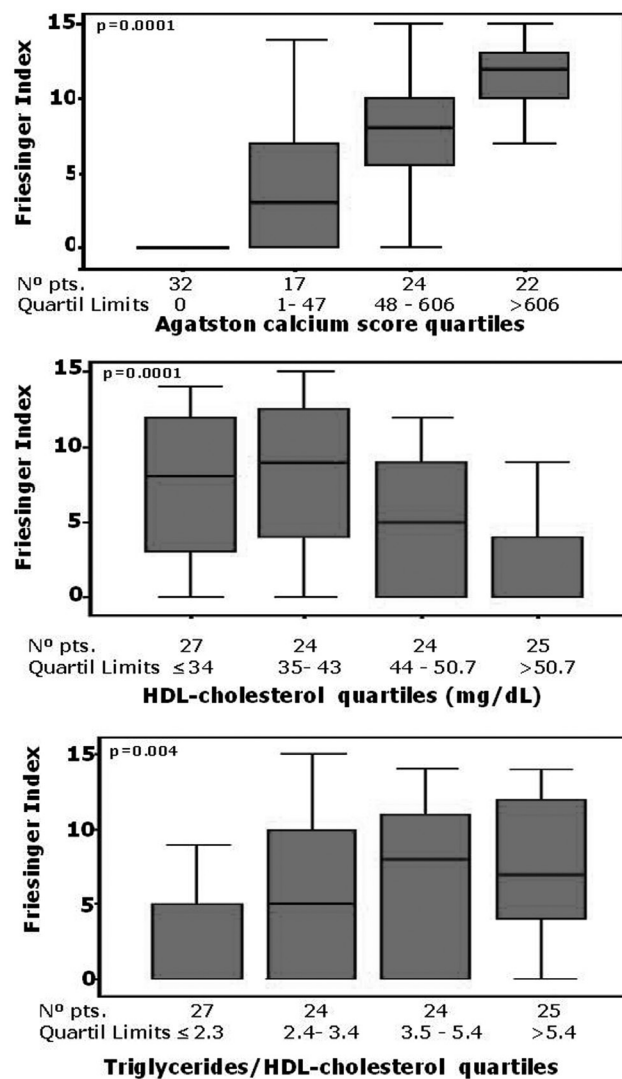 15
p=0.0001
10
5
0
Friesinger Index
Nº pts. 32 17 24 22
Quartil Limits 0 1- 47 48 - 606 >606
Agatston calcium score quartiles
15
p=0.0001
10
5
0
Friesinger Index
Nº pts. 27 24 24 25
Quartil Limits ≤34 35- 43 44 - 50.7 >50.7
HDL-cholesterol quartiles (mg/dL)
15
p=0.004
10
5
0
Friesinger Index
Nº pts. 27 24 24 25
Quartil Limits ≤2.3 2.4- 3.4 3.5 - 5.4 >5.4
Triglycerides/HDL-cholesterol quartiles